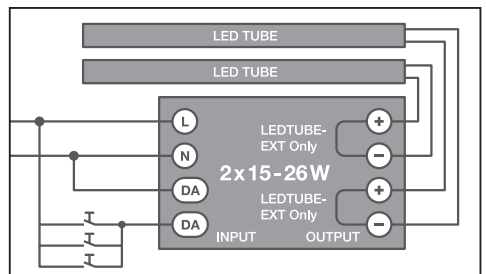 LED TUBE
LED TUBE
L
+
LEDTUBE-
EXT Only
N
−
2x15-26W
DA
+
LEDTUBE-
EXT Only
DA
−
INPUT
OUTPUT